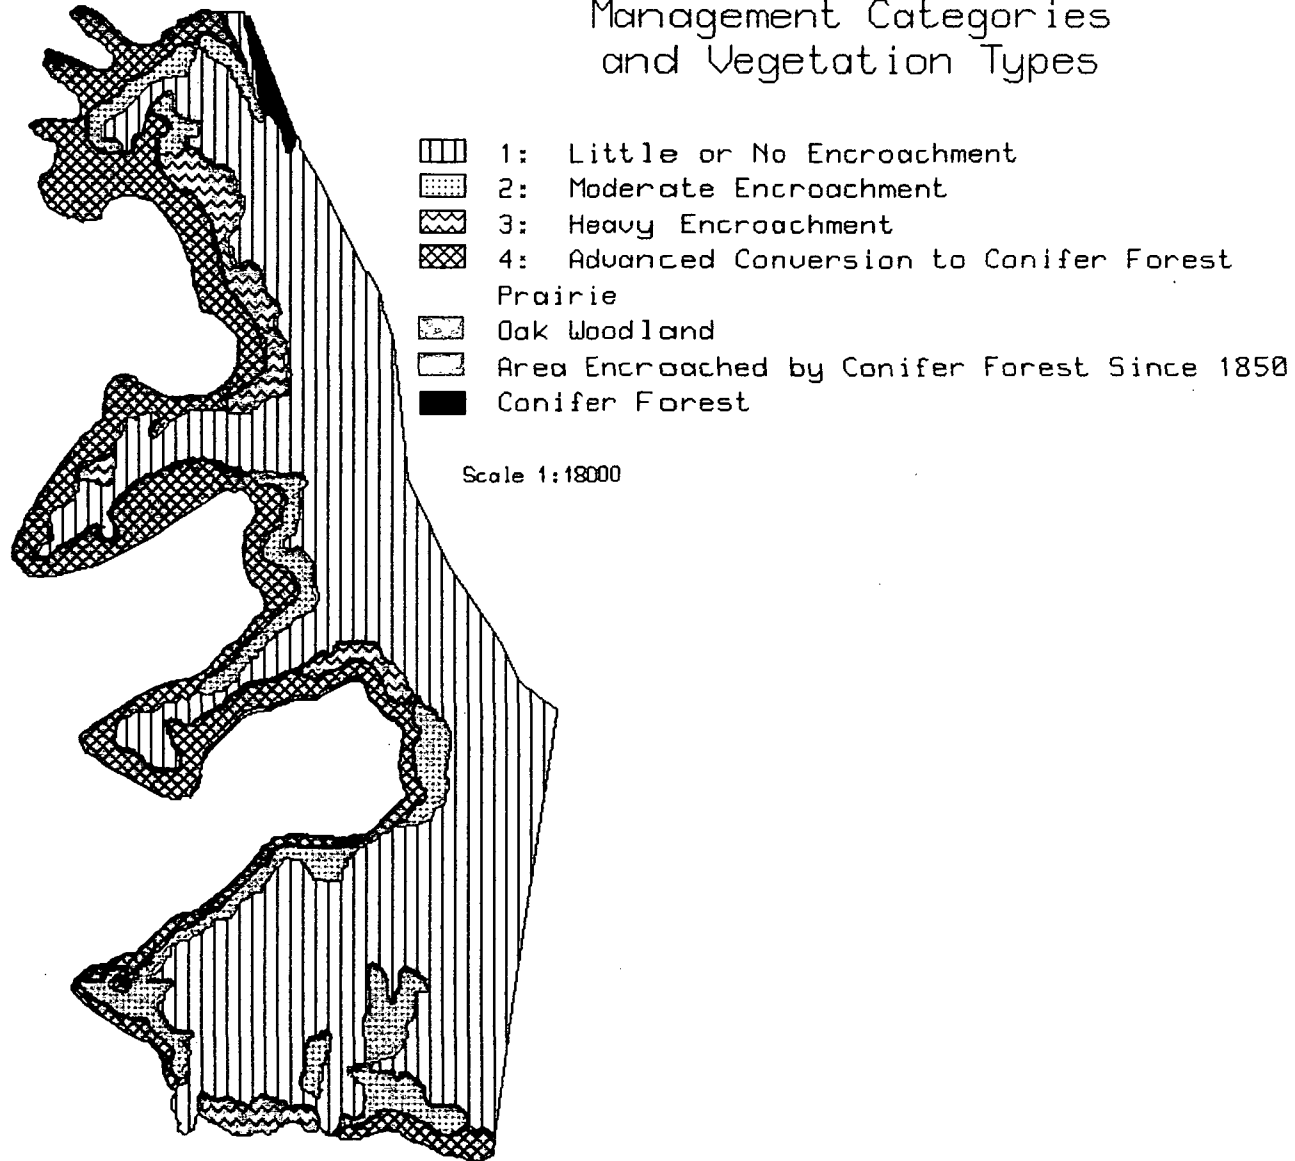 Management Categories
and Vegetation Types
1: Little or No Encroachment
2: Moderate Encroachment
3: Heavy Encroachment
4: Advanced Conversion to Conifer Forest
Prairie
Oak Woodland
Area Encroached by Conifer Forest Since 1850
Conifer Forest
Scale 1:18000